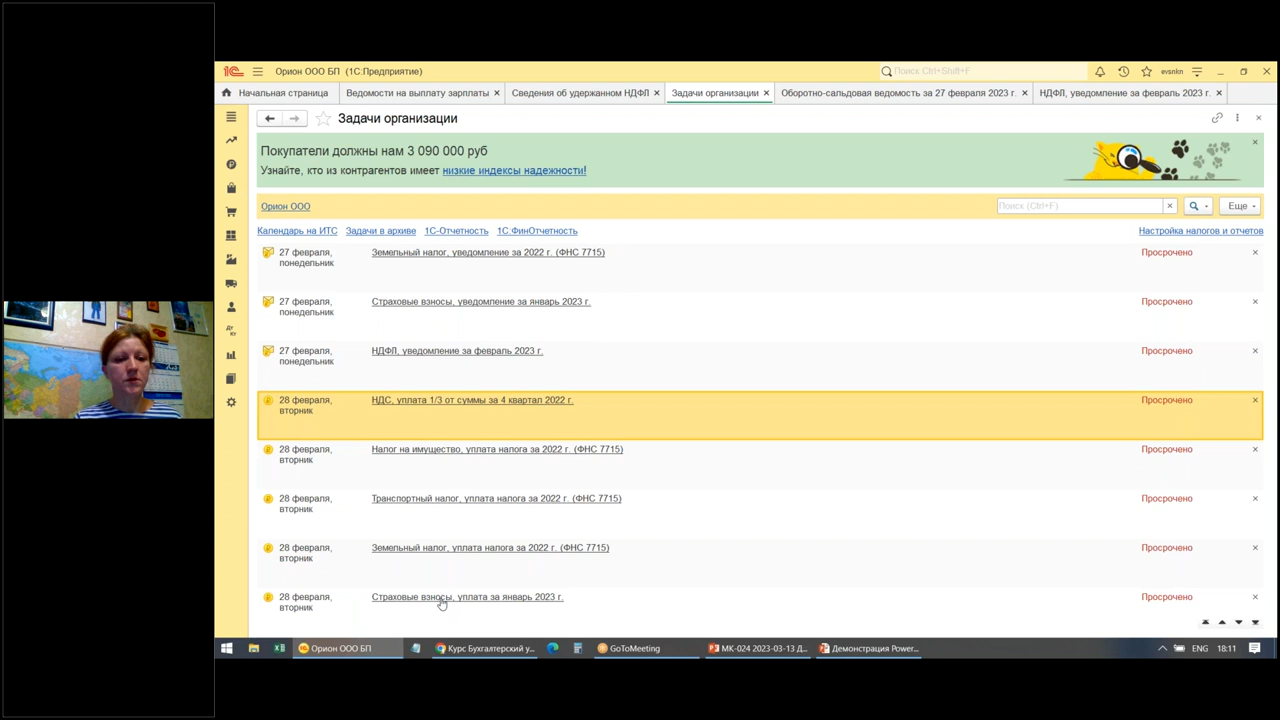 Орион ООО БП (1С:Предприятие)
Поиск Ctrl+Shift+F
evsnkn
Начальная страница
Ведомости на выплату зарплаты
Сведения об удержанном НДФЛ
Задачи организации
Оборотно-сальдовая ведомость за 27 февраля 2023 г.
НДФЛ, уведомление за февраль 2023 г.
Задачи организации
Покупатели должны нам 3 090 000 руб
Узнайте, кто из контрагентов имеет низкие индексы надежности!
Орион ООО
Поиск (Ctrl+F)
Еще
Календарь на ИТС
Задачи в архиве
1С-Отчетность
1С.ФинОтчетность
Настройка налогов и отчетов
27 февраля, понедельник
Земельный налог, уведомление за 2022 г. (ФНС 7715)
Просрочено
27 февраля, понедельник
Страховые взносы, уведомление за январь 2023 г.
Просрочено
27 февраля, понедельник
НДФЛ, уведомление за февраль 2023 г.
Просрочено
28 февраля, вторник
НДС, уплата 1/3 от суммы за 4 квартал 2022 г.
Просрочено
28 февраля, вторник
Налог на имущество, уплата налога за 2022 г. (ФНС 7715)
Просрочено
28 февраля, вторник
Транспортный налог, уплата налога за 2022 г. (ФНС 7715)
Просрочено
28 февраля, вторник
Земельный налог, уплата налога за 2022 г. (ФНС 7715)
Просрочено
28 февраля, вторник
Страховые взносы, уплата за январь 2023 г.
Просрочено
Орион ООО БП
Курс Бухгалтерский у...
GoToMeeting
МК-024 2023-03-13 Д...
Демонстрация Power...
ENG
18:11